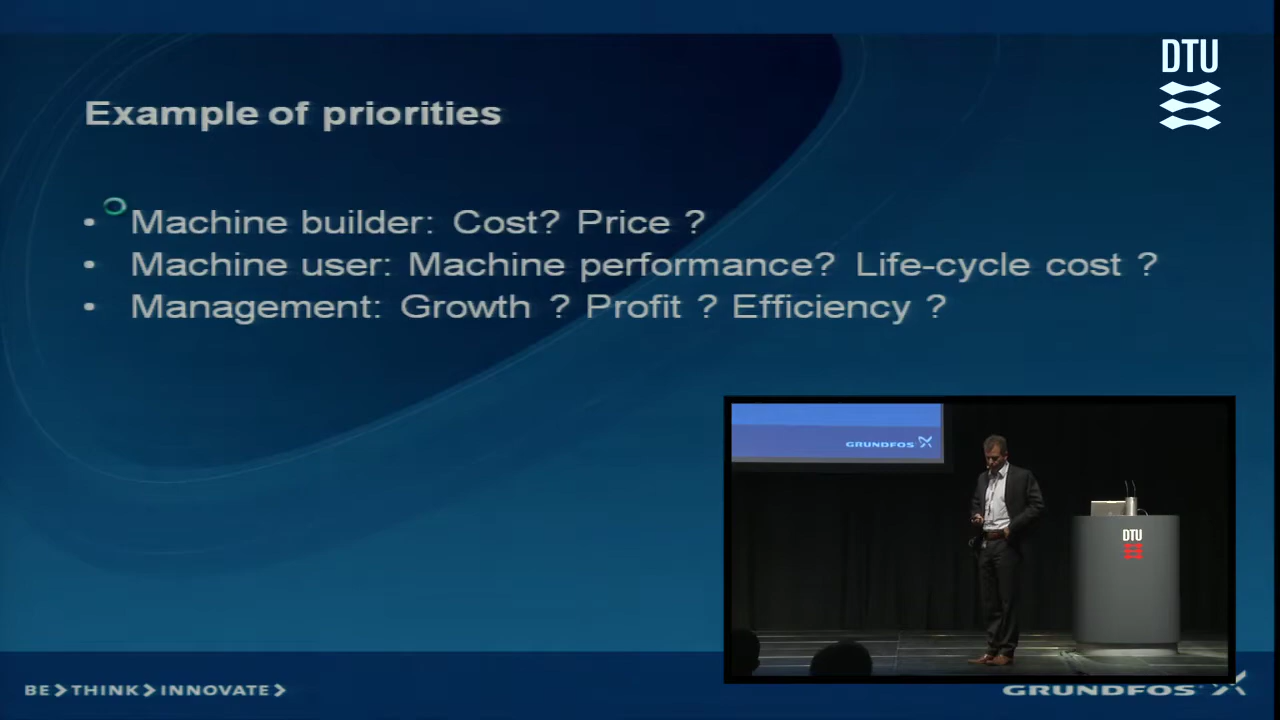 DTU
Example of priorities
• Machine builder: Cost? Price ?
• Machine user: Machine performance? Life-cycle cost ?
• Management: Growth ? Profit ? Efficiency ?
GRUNDFOS
DTU
BE>THINK>INNOVATE>
GRUNDFOS